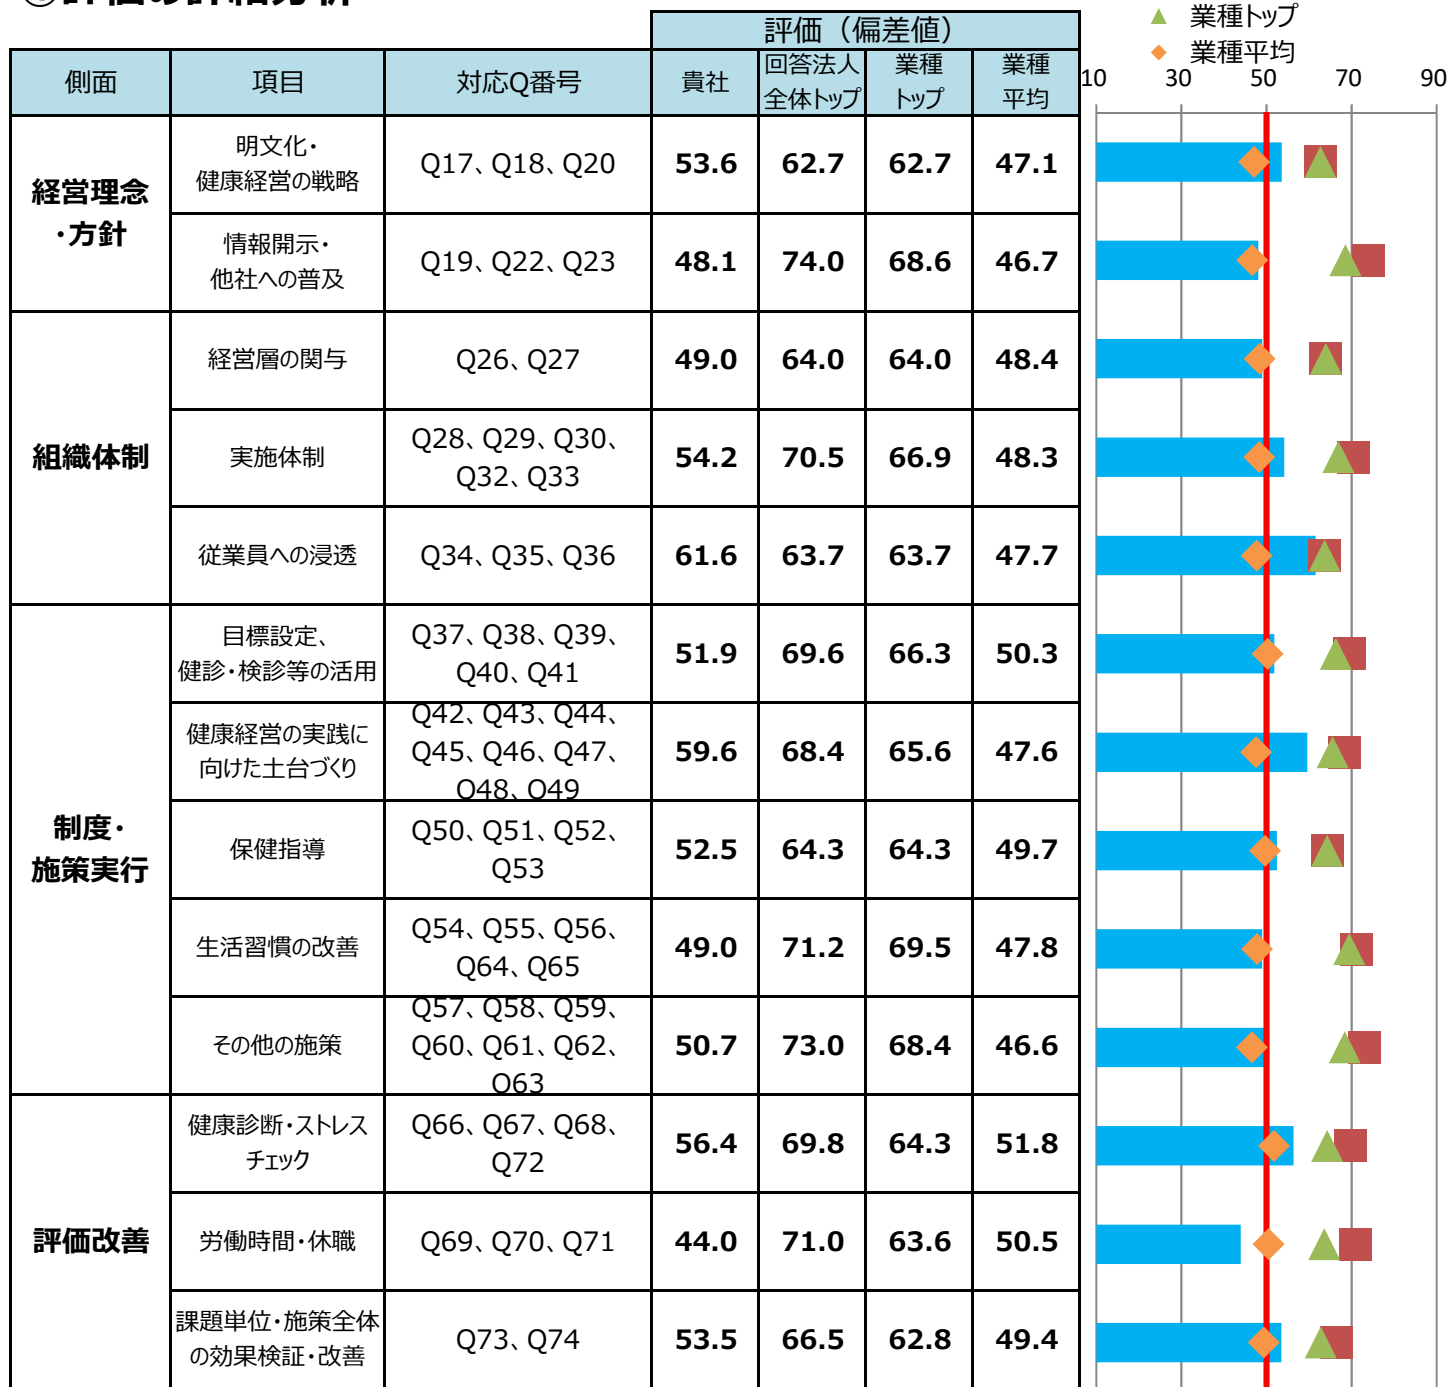 ③評価の詳細分析
▲ 業種トップ
◆ 業種平均
評価（偏差値）
側面 項目 対応Q番号 貴社 回答法人 業種 業種
全体トップ トップ 平均
10 30 50 70 90
経営理念
・方針
明文化・
健康経営の戦略
Q17、Q18、Q20 53.6 62.7 62.7 47.1
情報開示・
他社への普及
Q19、Q22、Q23 48.1 74.0 68.6 46.7
組織体制
経営層の関与 Q26、Q27 49.0 64.0 64.0 48.4
実施体制
Q28、Q29、Q30、
Q32、Q33
54.2 70.5 66.9 48.3
従業員への浸透 Q34、Q35、Q36 61.6 63.7 63.7 47.7
制度・
施策実行
目標設定、
健診・検診等の活用
Q37、Q38、Q39、
Q40、Q41
51.9 69.6 66.3 50.3
健康経営の実践に
向けた土台づくり
Q42、Q43、Q44、
Q45、Q46、Q47、
Q48、Q49
59.6 68.4 65.6 47.6
保健指導
Q50、Q51、Q52、
Q53
52.5 64.3 64.3 49.7
生活習慣の改善
Q54、Q55、Q56、
Q64、Q65
49.0 71.2 69.5 47.8
その他の施策
Q57、Q58、Q59、
Q60、Q61、Q62、
Q63
50.7 73.0 68.4 46.6
評価改善
健康診断・ストレス
チェック
Q66、Q67、Q68、
Q72
56.4 69.8 64.3 51.8
労働時間・休職 Q69、Q70、Q71 44.0 71.0 63.6 50.5
課題単位・施策全体
の効果検証・改善
Q73、Q74 53.5 66.5 62.8 49.4